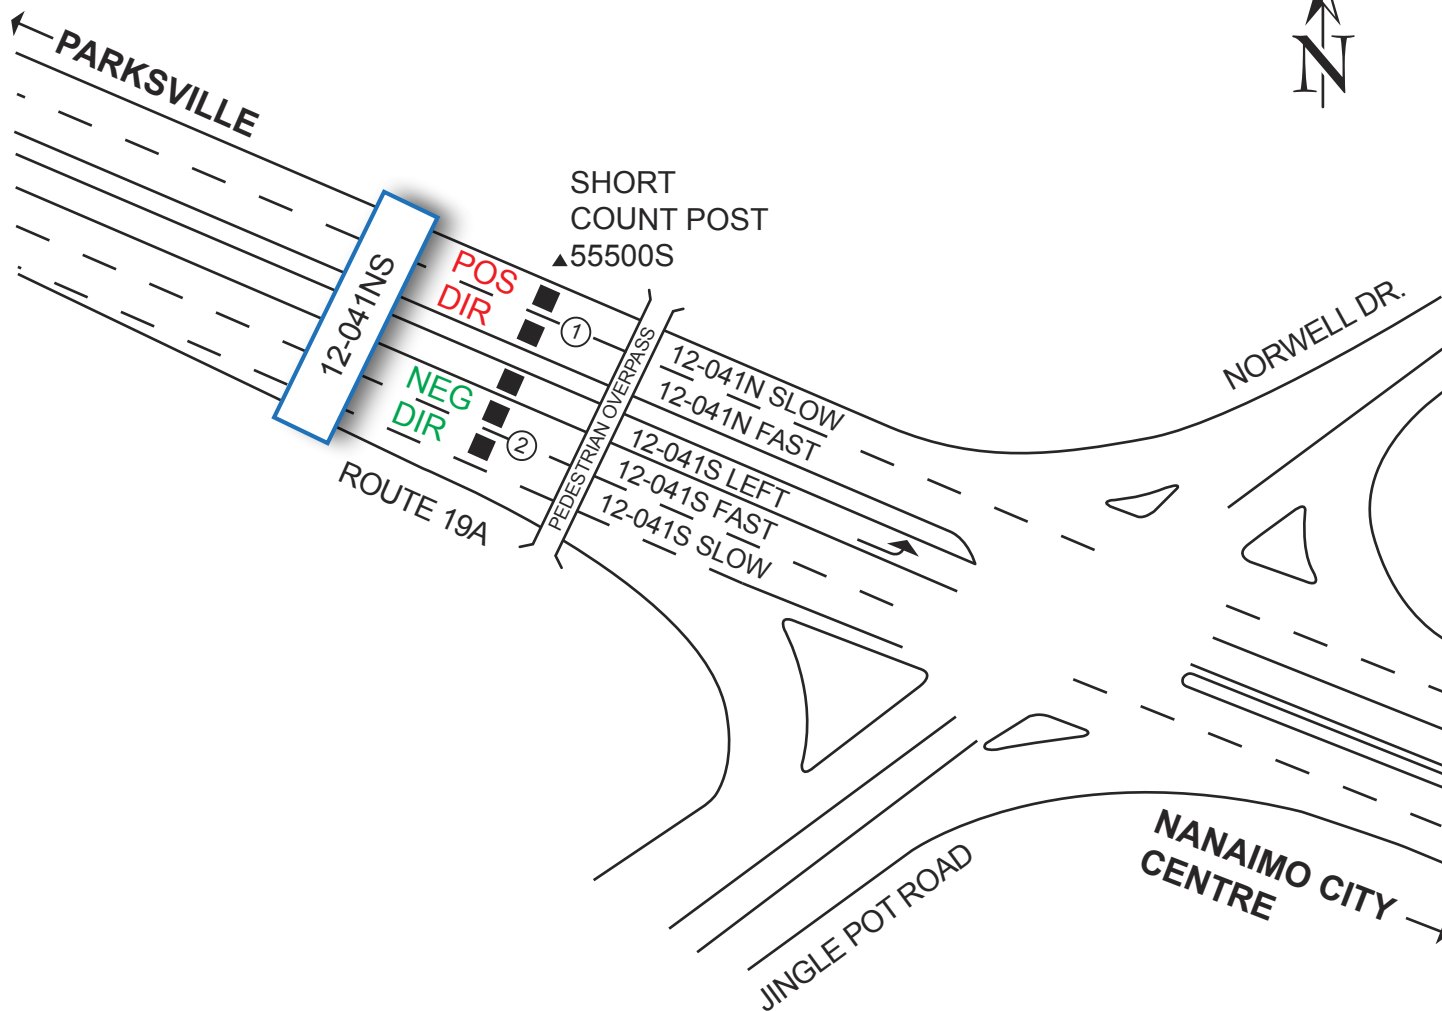 PARKSVILLE
N
SHORT
COUNT POST
55500S
12-041NS
POS
DIR
1
NEG
DIR
2
PEDESTRIAN OVERPASS
12-041N SLOW
12-041N FAST
12-041S LEFT
12-041S FAST
12-041S SLOW
NORWELL DR.
ROUTE 19A
JINGLE POT ROAD
NANAIMO CITY
CENTRE